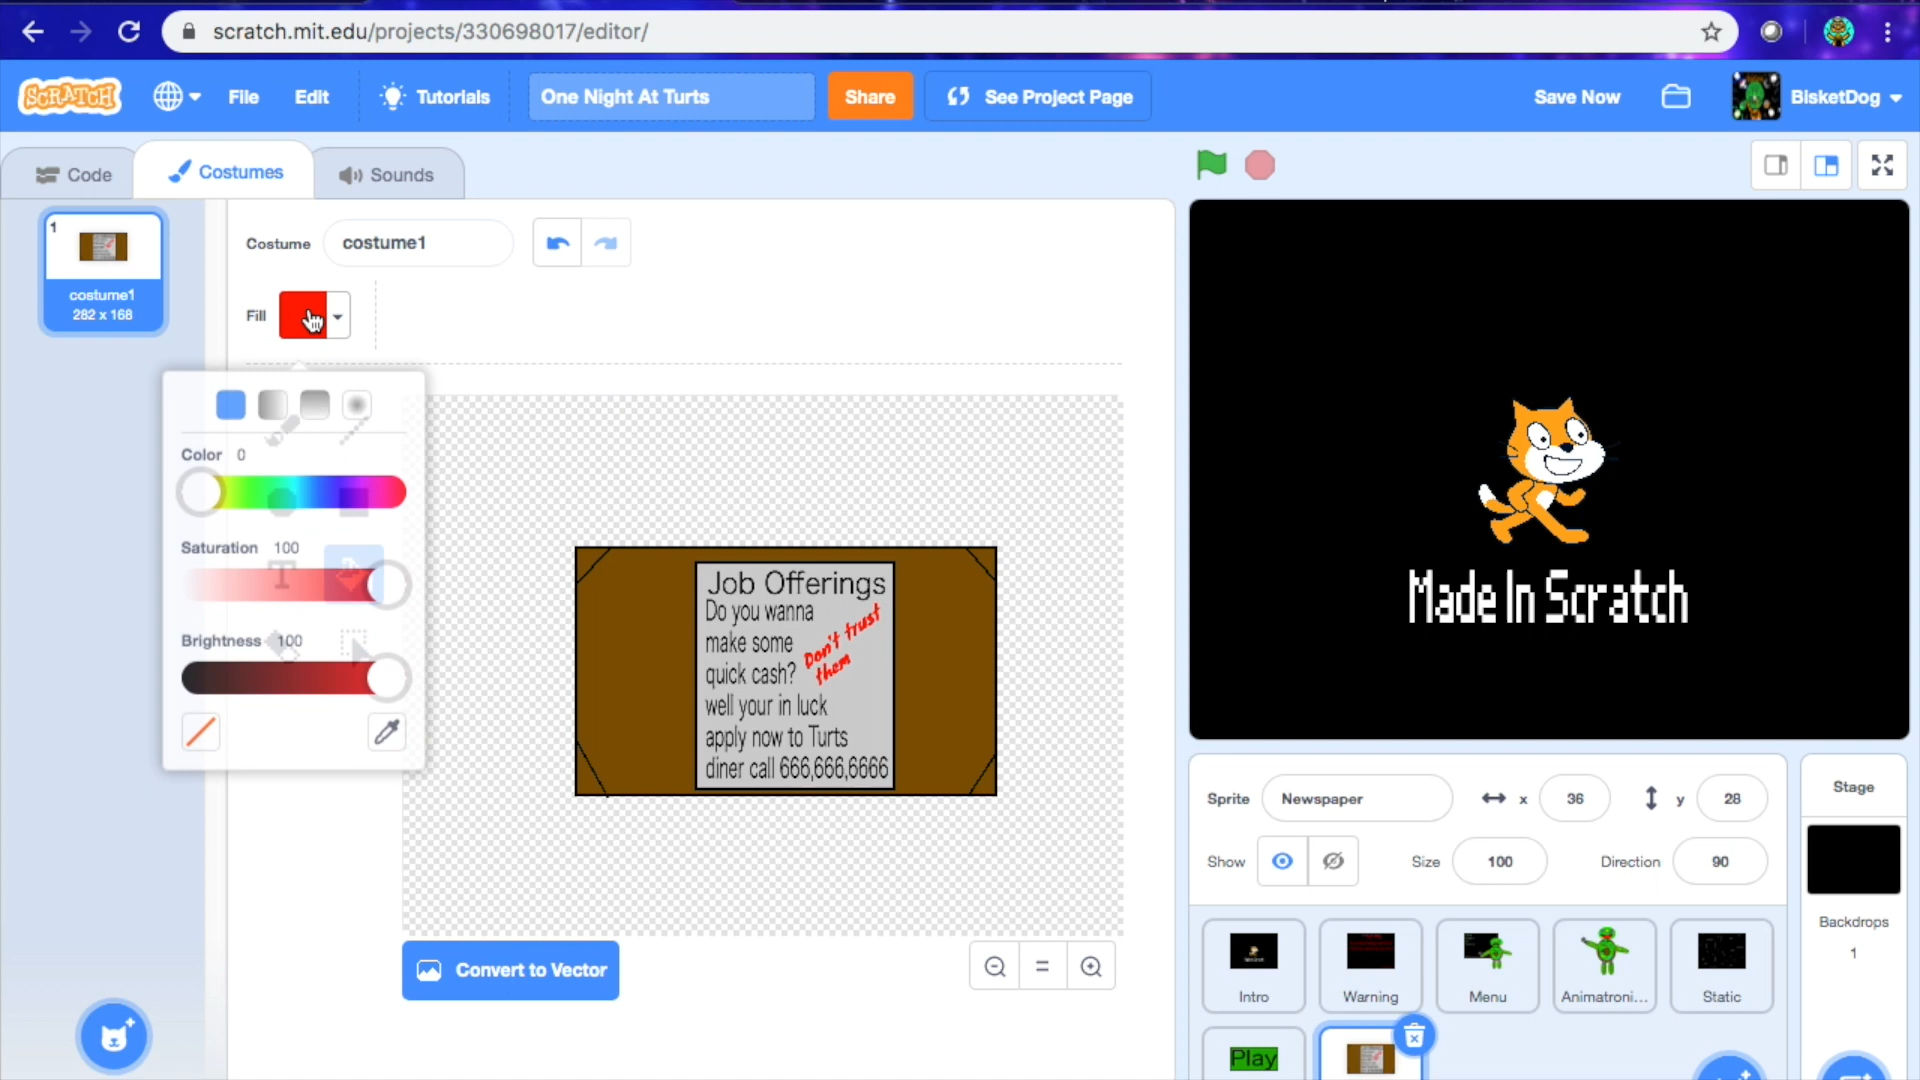 scratch.mit.edu/projects/330698017/editor/
SCRATCH
File
Edit
Tutorials
One Night At Turts
Share
See Project Page
Save Now
BlsketDog
Code
Costumes
Sounds
1
costume1
282 x 168
Costume
costume1
Fill
Color 0
Saturation 100
T
Brightness 100
Job Offerings
Do you wanna
make some
quick cash?
well your in luck
apply now to Turts
diner call 666,666,6666
Don't trust
them
Convert to Vector
Made In Scratch
Sprite
Newspaper
x
36
y
28
Show
Size
100
Direction
90
Stage
Backdrops
1
Intro
Warning
Menu
Animatroni...
Static
Play